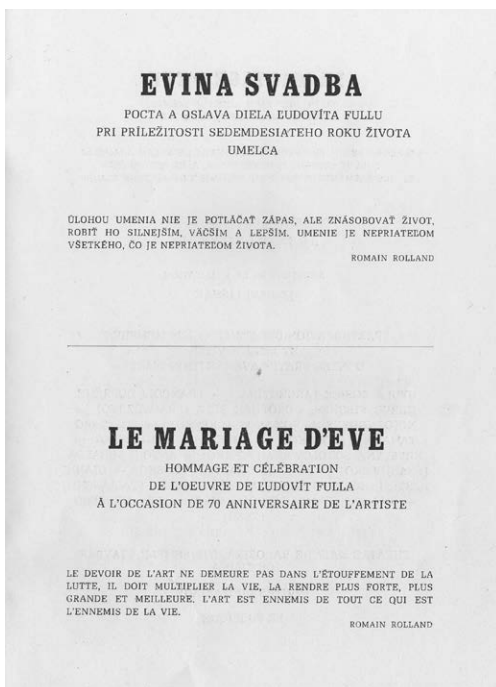 EVINA SVADBA
POCTA A OSLAVA DIELA ĽUDOVÍTA FULLU
PRI PRÍLEŽITOSTI SEDEMDESIATEHO ROKU ŽIVOTA
UMELCA
ÚLOHOU UMENIA NIE JE POTLÁČAŤ ZÁPAS, ALE ZNÁSOBOVAŤ ŽIVOT,
ROBIŤ HO SILNEJŠÍM, VÄČŠÍM A LEPŠÍM. UMENIE JE NEPRIATEĽOM
VŠETKÉHO, ČO JE NEPRIATEĽOM ŽIVOTA.
ROMAIN ROLLAND
LE MARIAGE D'EVE
HOMMAGE ET CÉLÉBRATION
DE L'OEUVRE DE ĽUDOVÍT FULLA
Á L'OCCASION DE 70 ANNIVERSAIRE DE L'ARTISTE
LE DEVOIR DE L'ART NE DEMEURE PAS DANS L'ÉTOUFFEMENT DE LA
LUTTE, IL DOIT MULTIPLIER LA VIE, LA RENDRE PLUS FORTE, PLUS
GRANDE ET MEILLEURE. L'ART EST ENNEMIS DE TOUT CE QUI EST
L'ENNEMIS DE LA VIE.
ROMAIN ROLLAND